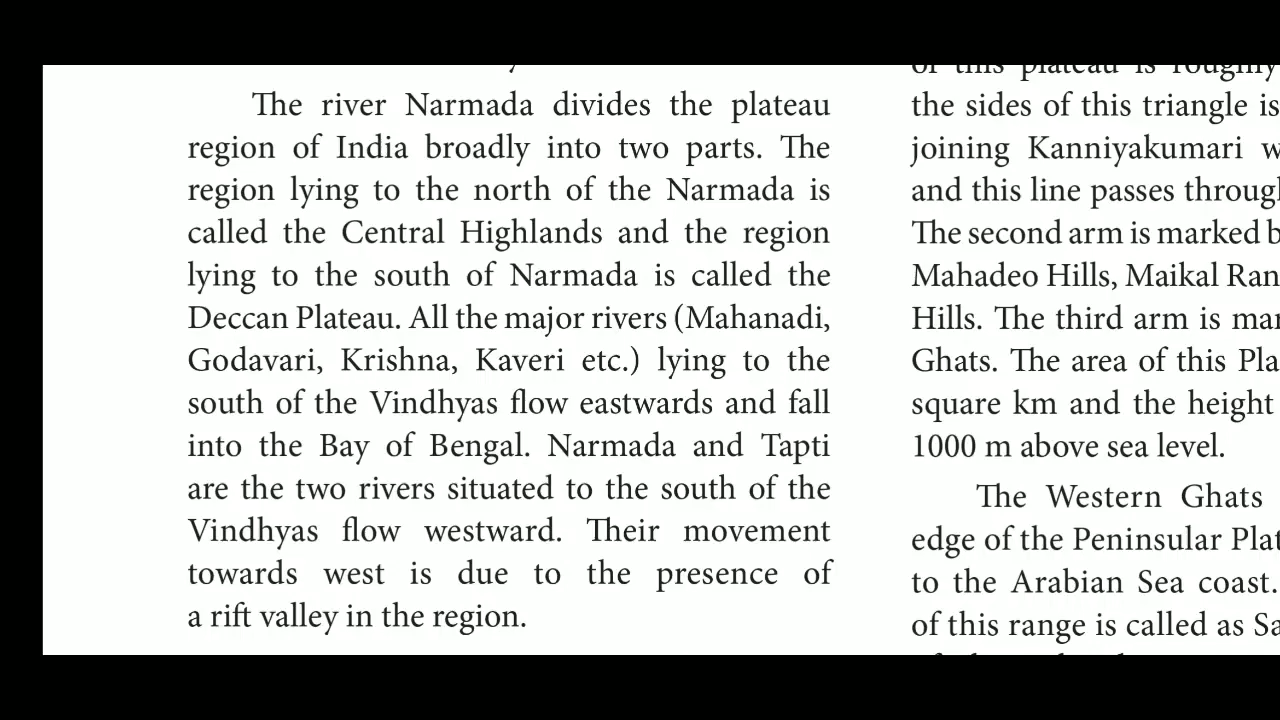 The river Narmada divides the plateau
region of India broadly into two parts. The
region lying to the north of the Narmada is
called the Central Highlands and the region
lying to the south of Narmada is called the
Deccan Plateau. All the major rivers (Mahanadi,
Godavari, Krishna, Kaveri etc.) lying to the
south of the Vindhyas flow eastwards and fall
into the Bay of Bengal. Narmada and Tapti
are the two rivers situated to the south of the
Vindhyas flow westward. Their movement
towards west is due to the presence of
a rift valley in the region.
of this plateau is roughly
the sides of this triangle is
joining Kanniyakumari
and this line passes
The second arm is marked
Mahadeo Hills, Maikal
Hills. The third arm is
Ghats. The area of this
square km and the height
1000 m above sea level.
The Western Ghats
edge of the Peninsular
to the Arabian Sea coast.
of this range is called as